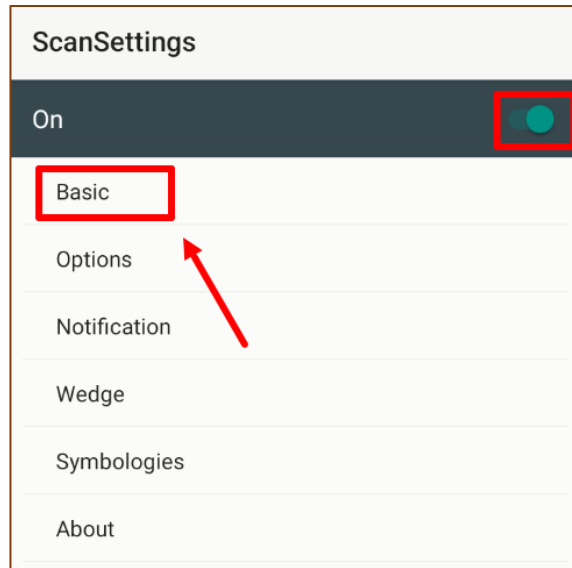 ScanSettings
On
Basic
Options
Notification
Wedge
Symbologies
About